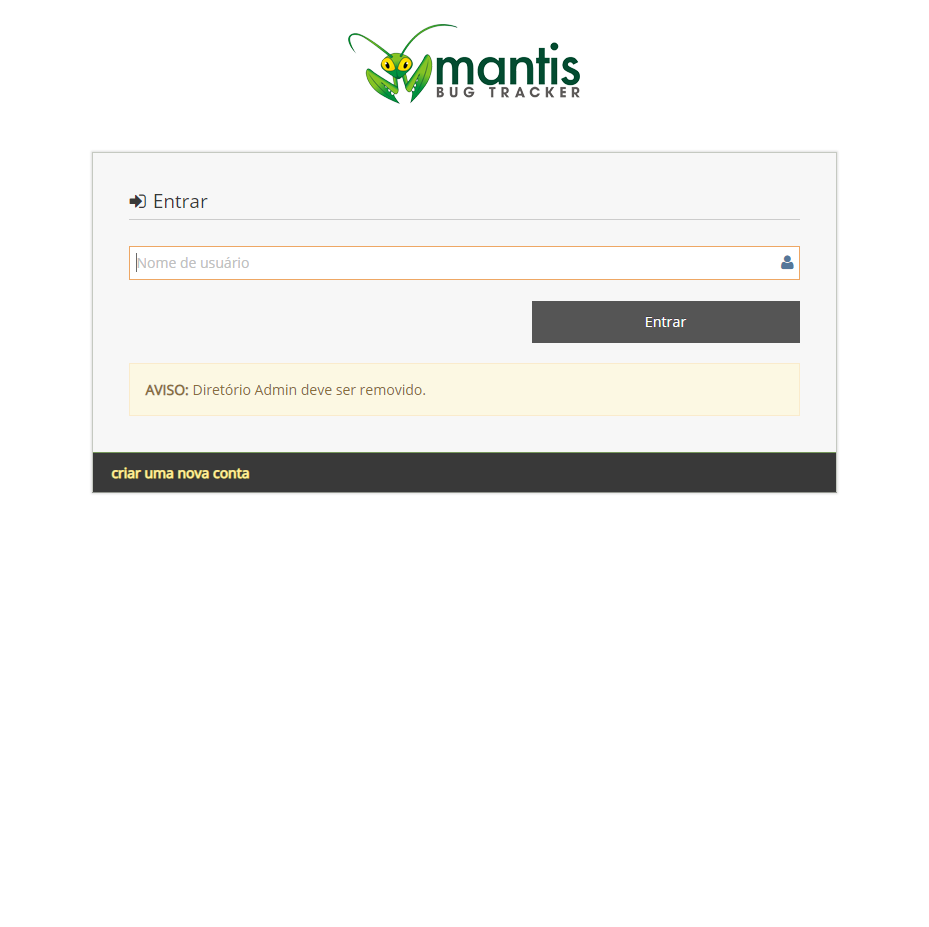 mantis
BUG TRACKER
Entrar
Nome de usuário
Entrar
AVISO: Diretório Admin deve ser removido.
criar uma nova conta